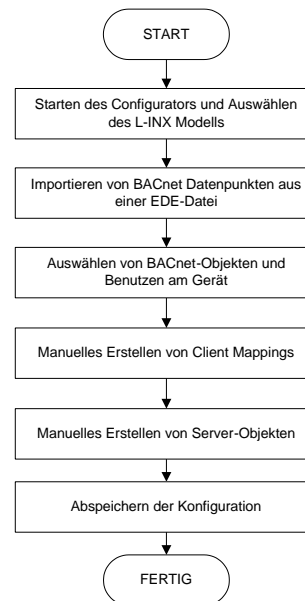 START
Starten des Configurators und Auswählen
des L-INX Modells
Importieren von BACnet Datenpunkten aus
einer EDE-Datei
Auswählen von BACnet-Objekten und
Benutzen am Gerät
Manuelles Erstellen von Client Mappings
Manuelles Erstellen von Server-Objekten
Abspeichern der Konfiguration
FERTIG